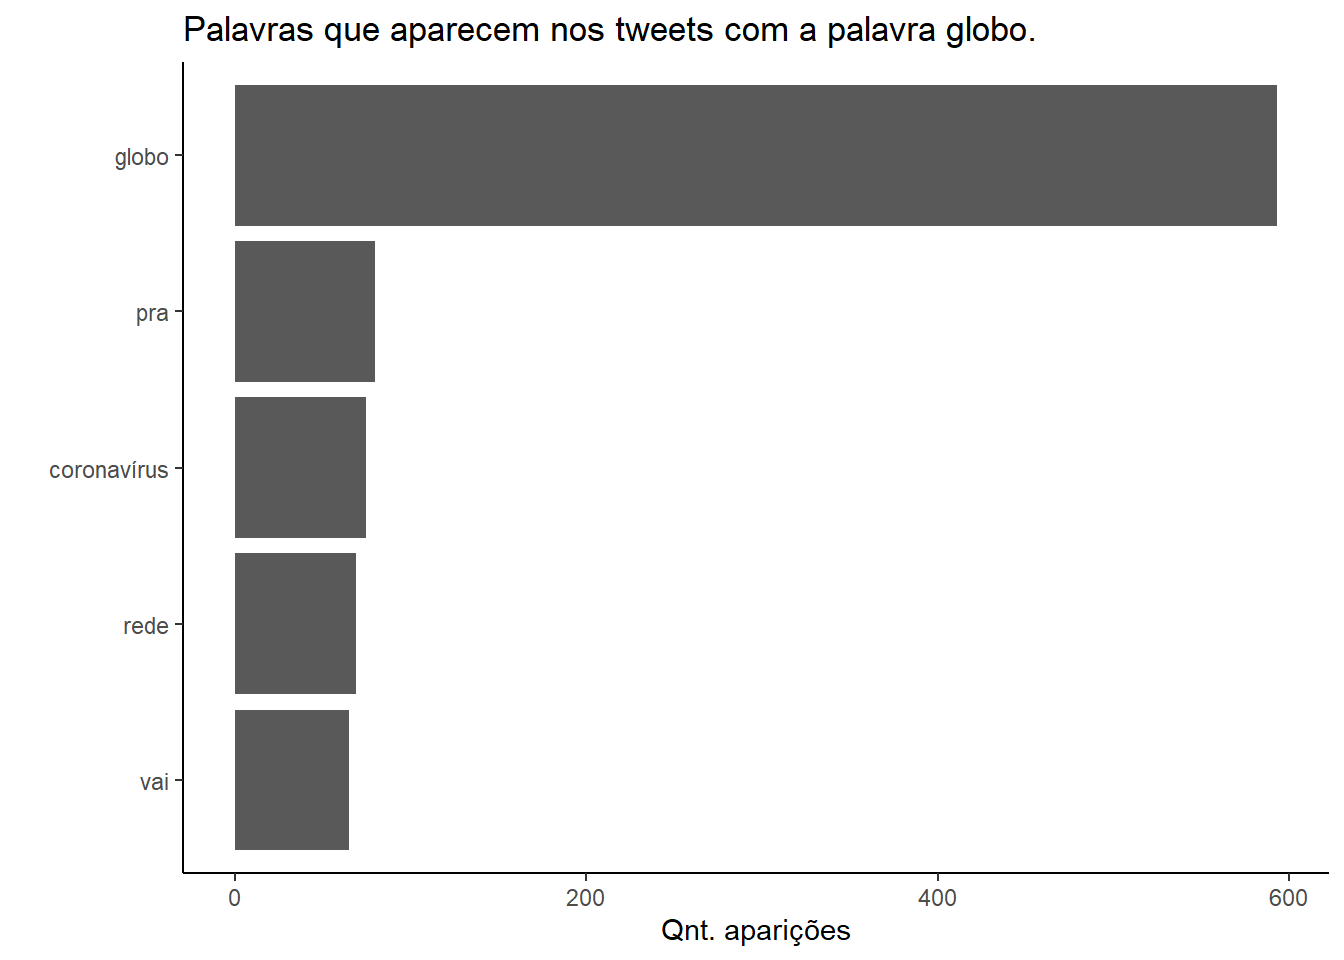 Palavras que aparecem nos tweets com a palavra globo.
globo
pra
coronavírus
rede
vai
0 200 400 600
Qnt. aparições